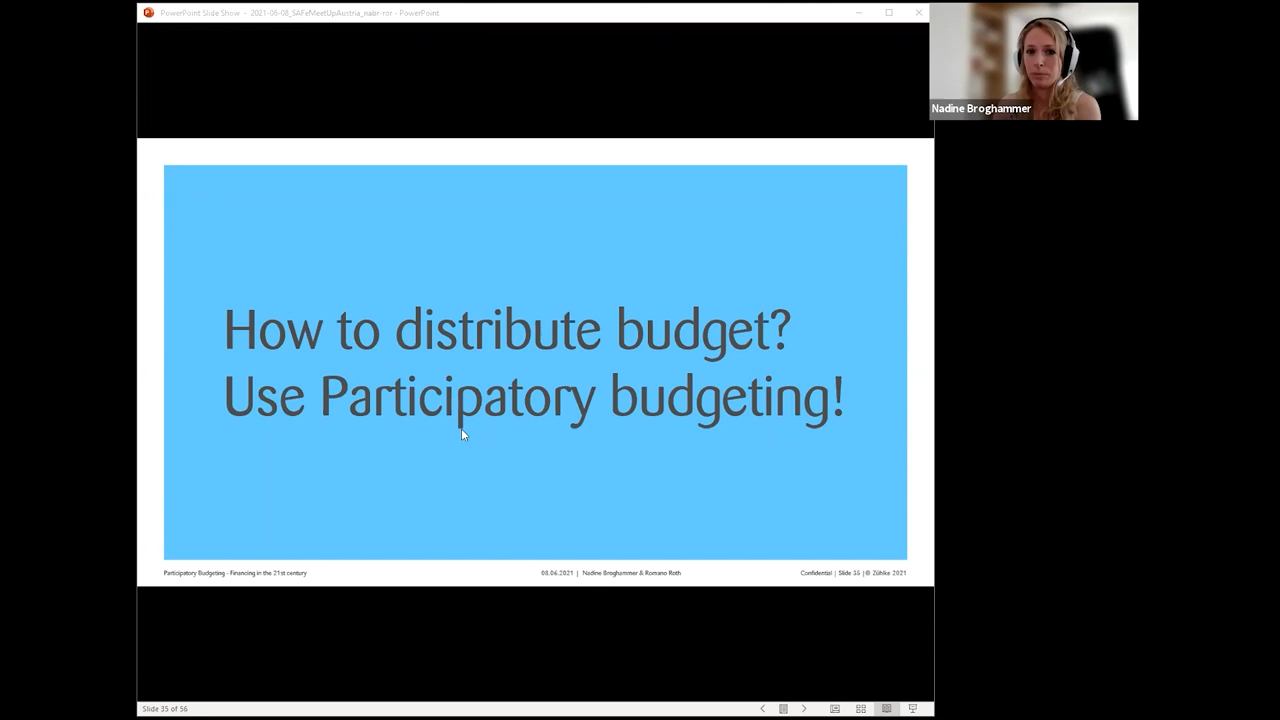 PowerPoint Slide Show - 2021-06-08_SAFeMeetUpAustria_nabr-ror - PowerPoint
Nadine Broghammer
How to distribute budget?
Use Participatory budgeting!
Participatory Budgeting - Financing in the 21st century
08.06.2021 | Nadine Broghammer & Romano Roth
Confidential | Slide 35 | © Zühlke 2021
Slide 35 of 56